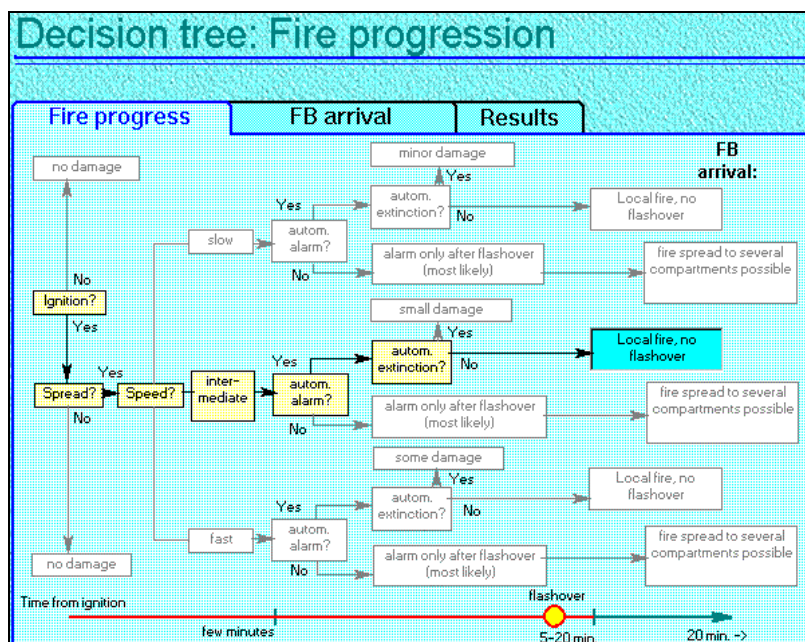 Decision tree: Fire progression
Fire progress
FB arrival
Results
FB
arrival:
no damage
minor damage
Yes
Yes
autom.
extinction?
No
Local fire, no
flashover
slow
autom.
alarm?
No
alarm only after flashover
(most likely)
fire spread to several
compartments possible
No
Ignition?
Yes
small damage
Yes
Yes
autom.
extinction?
No
Local fire, no
flashover
Spread?
Yes
Speed?
inter-
mediate
autom.
alarm?
No
No
alarm only after flashover
(most likely)
fire spread to several
compartments possible
some damage
Yes
Yes
autom.
extinction?
No
Local fire, no
flashover
fast
autom.
alarm?
No
alarm only after flashover
(most likely)
fire spread to several
compartments possible
no damage
Time from ignition
flashover
few minutes
5-20 min.
20 min. ->